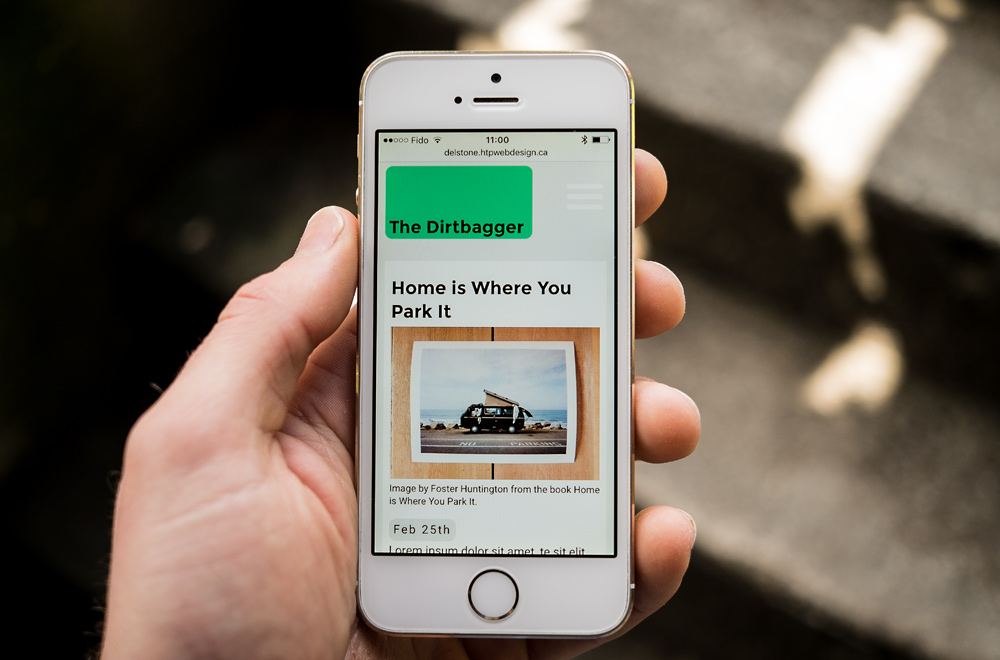 Fido 11:00
delstone.htpwebdesign.ca
The Dirtbagger
Home is Where You
Park It
NO PARKING
Image by Foster Huntington from the book Home
is Where You Park It.
Feb 25th
Lorem ipsum dolor sit amet, te sit elit